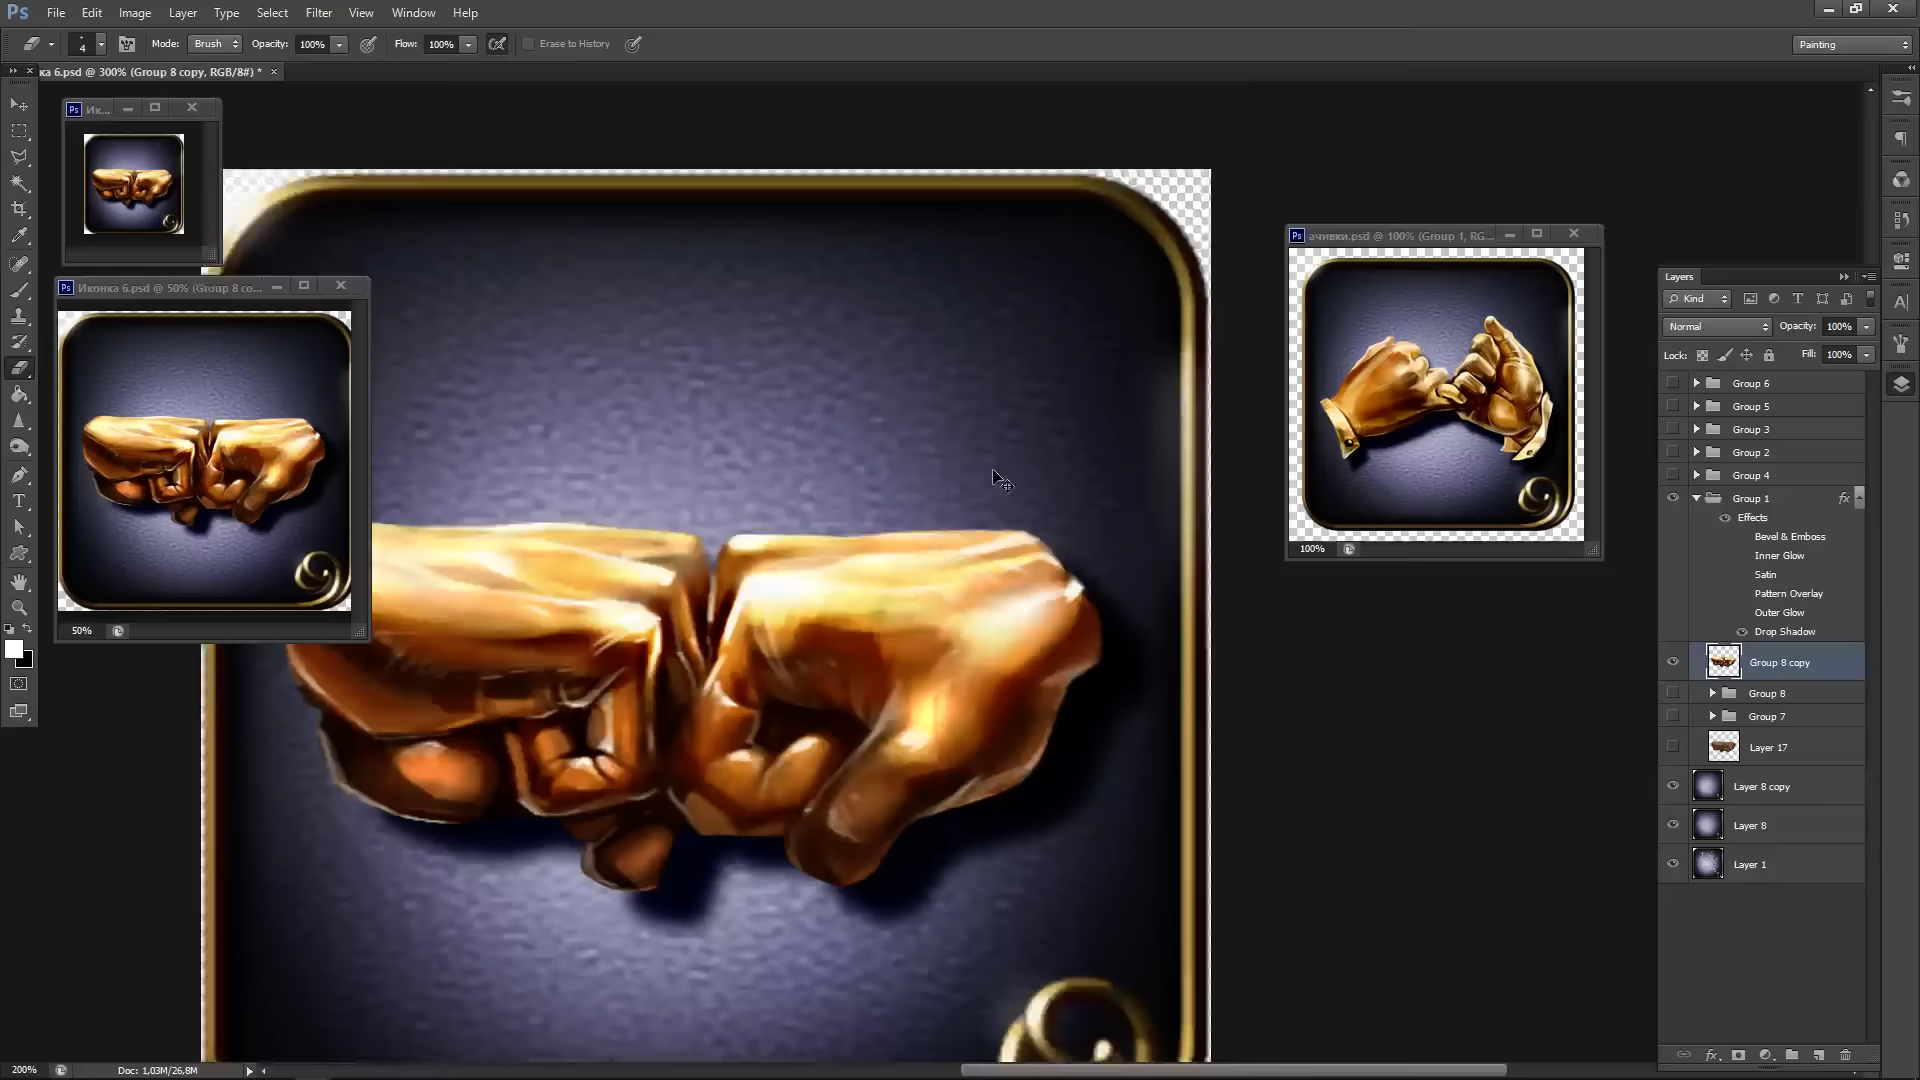 Ps File Edit Image Layer Type Select Filter View Window Help
4 Mode: Brush Opacity: 100% Flow: 100% Erase to History Painting
ка 6.psd @ 300% (Group 8 copy, RGB/8#) *
Ps Ик...
Ps Иконка 6.psd @ 50% (Group 8 co...
50%
Ps ачивки.psd @ 100% (Group 1, RG...
100%
Layers
Kind
Normal Opacity: 100%
Lock: Fill: 100%
Group 6
Group 5
Group 3
Group 2
Group 4
Group 1 fx
Effects
Bevel & Emboss
Inner Glow
Satin
Pattern Overlay
Outer Glow
Drop Shadow
Group 8 copy
Group 8
Group 7
Layer 17
Layer 8 copy
Layer 8
Layer 1
200% Doc: 1,03M/26,8M